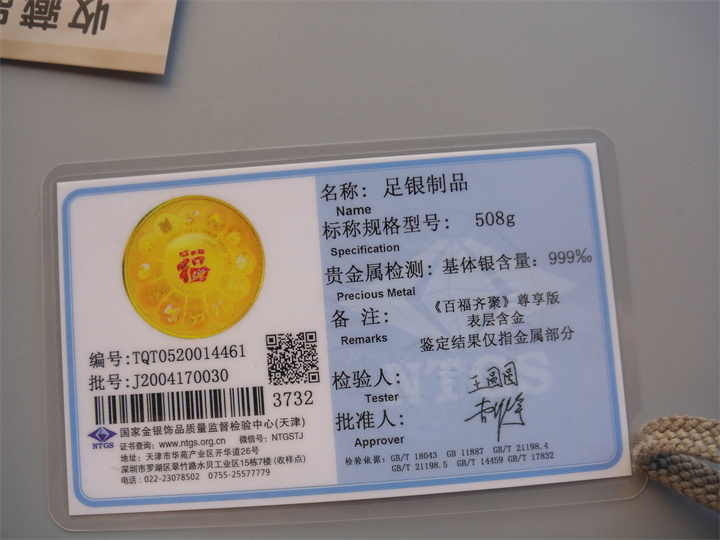 收藏品
福
编号:TQT0520014461
批号:J2004170030
3732
NTGS
国家金银饰品质量监督检验中心(天津)
证书查询: www.ntgs.org.cn 微信号: NTGSTJ
地址: 天津市华苑产业区开华道26号
深圳市罗湖区翠竹路水贝工业区15栋7楼 (收样点)
电话: 022-23078502 0755-25577779
名称: 足银制品
Name
标称规格型号: 508g
Specification
贵金属检测: 基体银含量: 999‰
Precious Metal
备 注: 《百福齐聚》尊享版
表层含金
Remarks
鉴定结果仅指金属部分
NTGS
检验人: 王圆圆
Tester
批准人:
Approver
检验依据: GB/T 18043 GB 11887 GB/T 21198.4
GB/T 21198.5 GB/T 14459 GB/T 17832